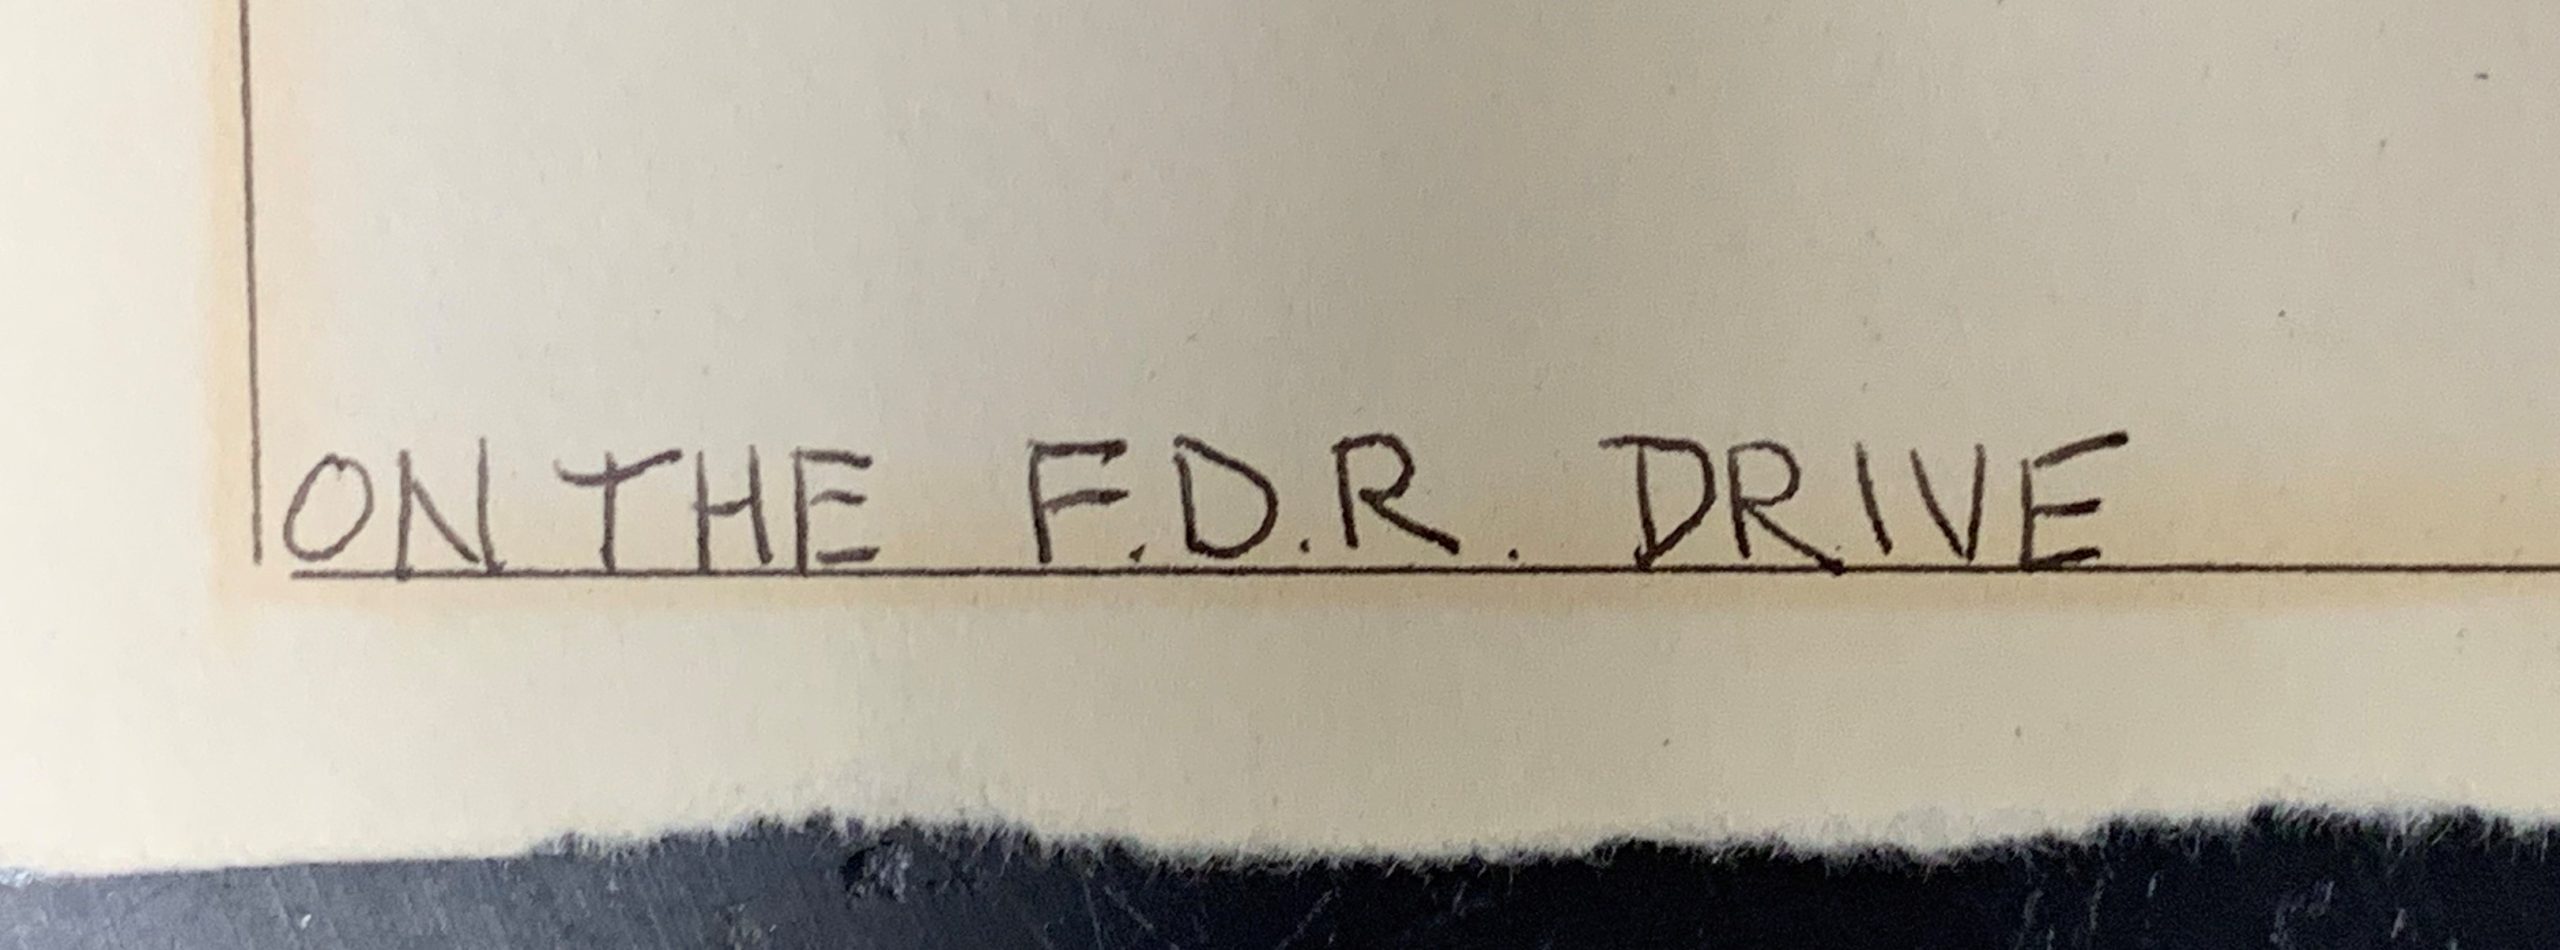 ON THE F.D.R. DRIVE